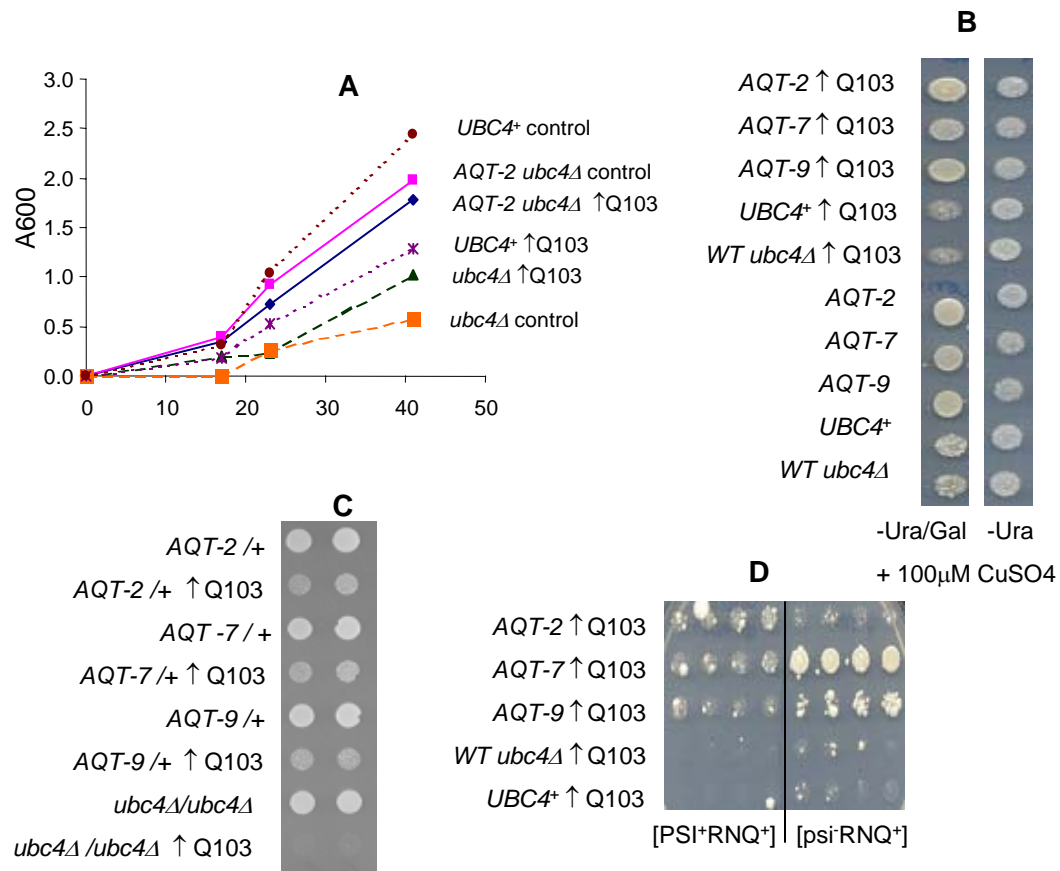 A
3.0
2.5
2.0
1.5
1.0
0.5
0.0
A600
0 10 20 30 40 50
UBC4⁺ control
AQT-2 ubc4Δ control
AQT-2 ubc4Δ ↑Q103
UBC4⁺ ↑Q103
ubc4Δ ↑Q103
ubc4Δ control
B
AQT-2 ↑ Q103
AQT-7 ↑ Q103
AQT-9 ↑ Q103
UBC4⁺ ↑ Q103
WT ubc4Δ ↑ Q103
AQT-2
AQT-7
AQT-9
UBC4⁺
WT ubc4Δ
-Ura/Gal -Ura
+ 100µM CuSO4
C
AQT-2 /+
AQT-2 /+ ↑ Q103
AQT -7 / +
AQT-7 /+ ↑ Q103
AQT-9 /+
AQT-9 /+ ↑ Q103
ubc4Δ/ubc4Δ
ubc4Δ /ubc4Δ ↑ Q103
D
AQT-2 ↑ Q103
AQT-7 ↑ Q103
AQT-9 ↑ Q103
WT ubc4Δ ↑ Q103
UBC4⁺ ↑ Q103
[PSI⁺RNQ⁺] [psi⁻RNQ⁺]